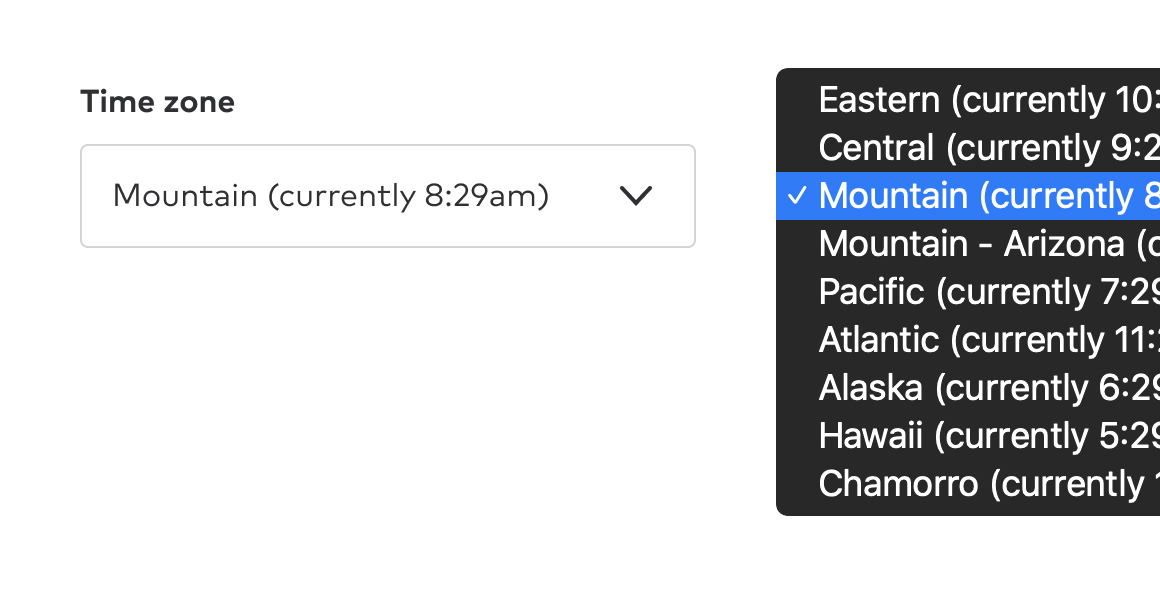 Time zone
Mountain (currently 8:29am)
Eastern (currently 10:
Central (currently 9:2
✓ Mountain (currently 8
Mountain - Arizona (c
Pacific (currently 7:29
Atlantic (currently 11:
Alaska (currently 6:29
Hawaii (currently 5:29
Chamorro (currently 1